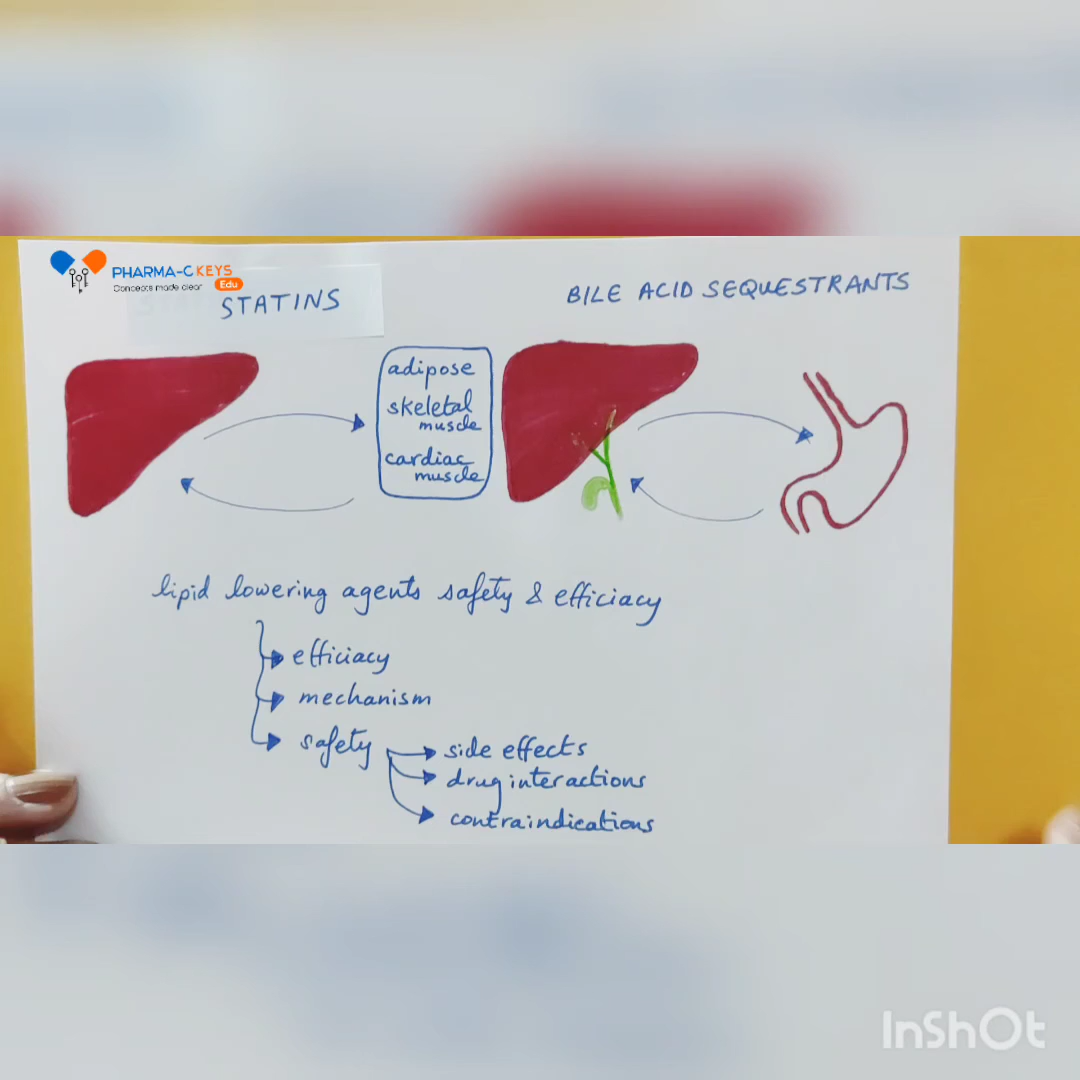 PHARMA-C KEYS
Concepts made clear Edu
STATINS
BILE ACID SEQUESTRANTS
adipose
skeletal
muscle
cardiac
muscle
lipid lowering agents safety & efficiacy
efficiacy
mechanism
safety
side effects
drug interactions
contraindications
InShOt